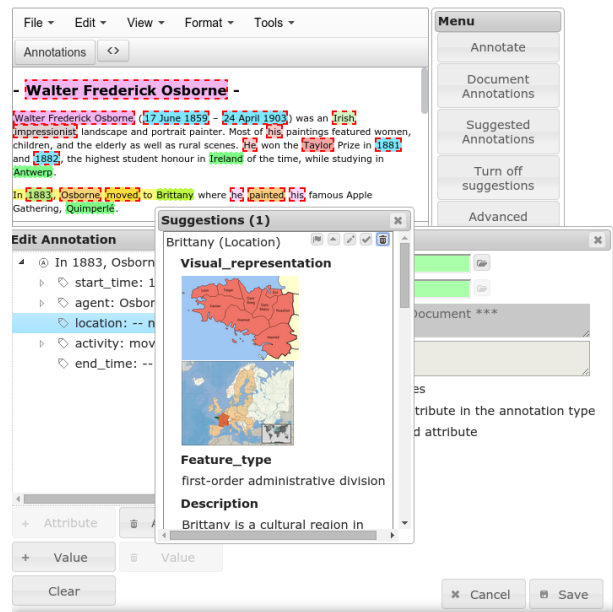 File Edit View Format Tools
Annotations <>
- Walter Frederick Osborne -
Walter Frederick Osborne (17 June 1859 – 24 April 1903) was an Irish
impressionist landscape and portrait painter. Most of his paintings featured women,
children, and the elderly as well as rural scenes. He won the Taylor Prize in 1881
and 1882, the highest student honour in Ireland of the time, while studying in
Antwerp.
In 1883, Osborne moved to Brittany where he painted his famous Apple
Gathering, Quimperlé.
Menu
Annotate
Document
Annotations
Suggested
Annotations
Turn off
suggestions
Advanced
Edit Annotation
In 1883, Osborn
start_time: 1
agent: Osbor
location: -- n
activity: mov
end_time: --
Suggestions (1)
Brittany (Location)
Visual_representation
Feature_type
first-order administrative division
Description
Brittany is a cultural region in
Document ***
es
tribute in the annotation type
d attribute
+ Attribute
+ Value
Value
Clear
Cancel
Save